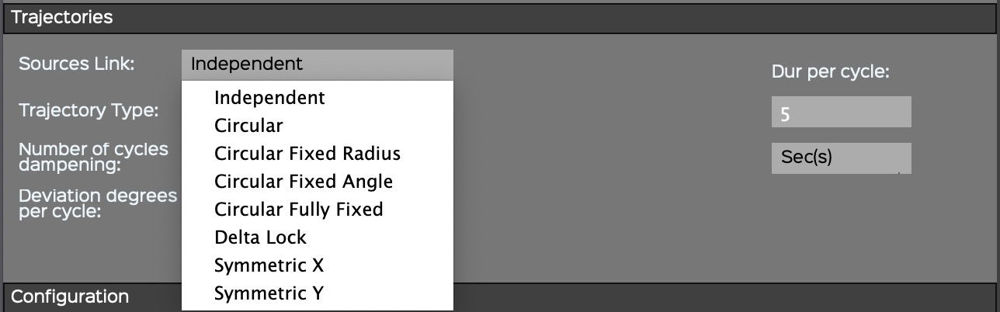 Trajectories
Sources Link:
Independent
Dur per cycle:
Independent
Trajectory Type:
5
Circular
Number of cycles
dampening:
Circular Fixed Radius
Sec(s)
Circular Fixed Angle
Deviation degrees
per cycle:
Circular Fully Fixed
Delta Lock
Symmetric X
Symmetric Y
Configuration